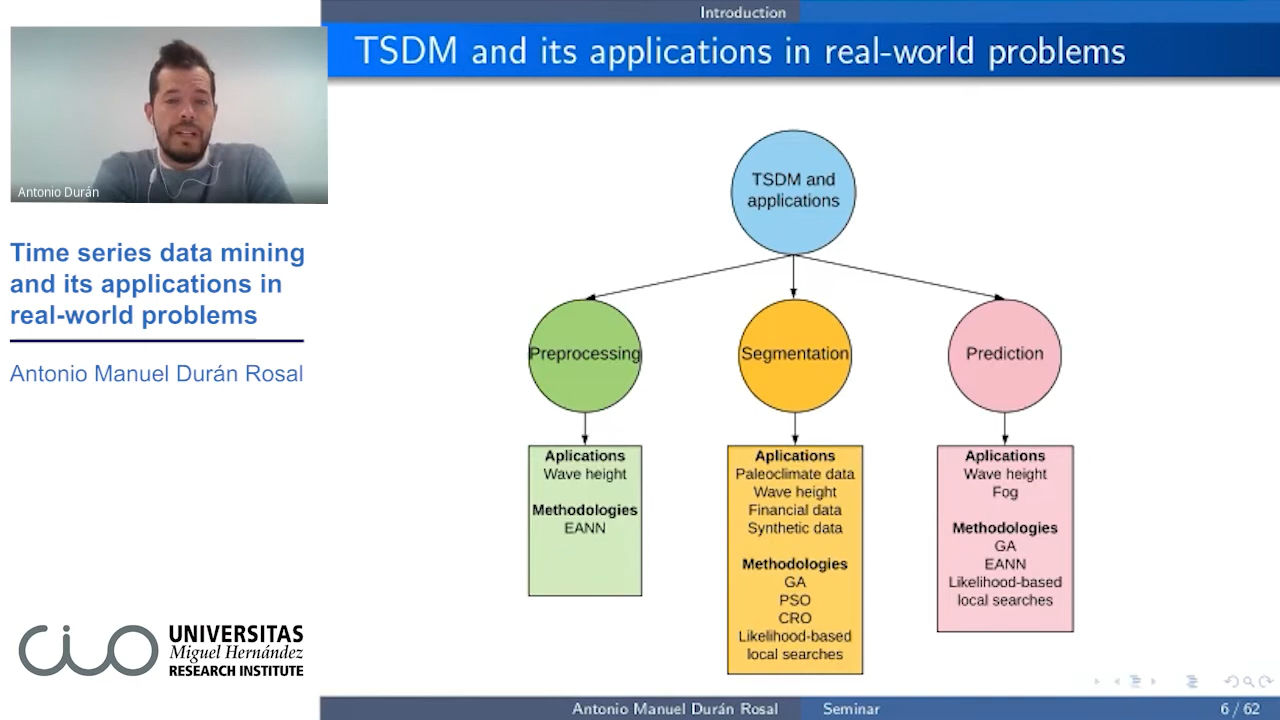 Introduction
TSDM and its applications in real-world problems
Antonio Durán
Time series data mining
and its applications in
real-world problems
Antonio Manuel Durán Rosal
TSDM and
applications
Preprocessing
Segmentation
Prediction
Aplications
Wave height
Methodologies
EANN
Aplications
Paleoclimate data
Wave height
Financial data
Synthetic data
Methodologies
GA
PSO
CRO
Likelihood-based
local searches
Aplications
Wave height
Fog
Methodologies
GA
EANN
Likelihood-based
local searches
CIO
UNIVERSITAS
Miguel Hernández
RESEARCH INSTITUTE
Antonio Manuel Durán Rosal
Seminar
6 / 62